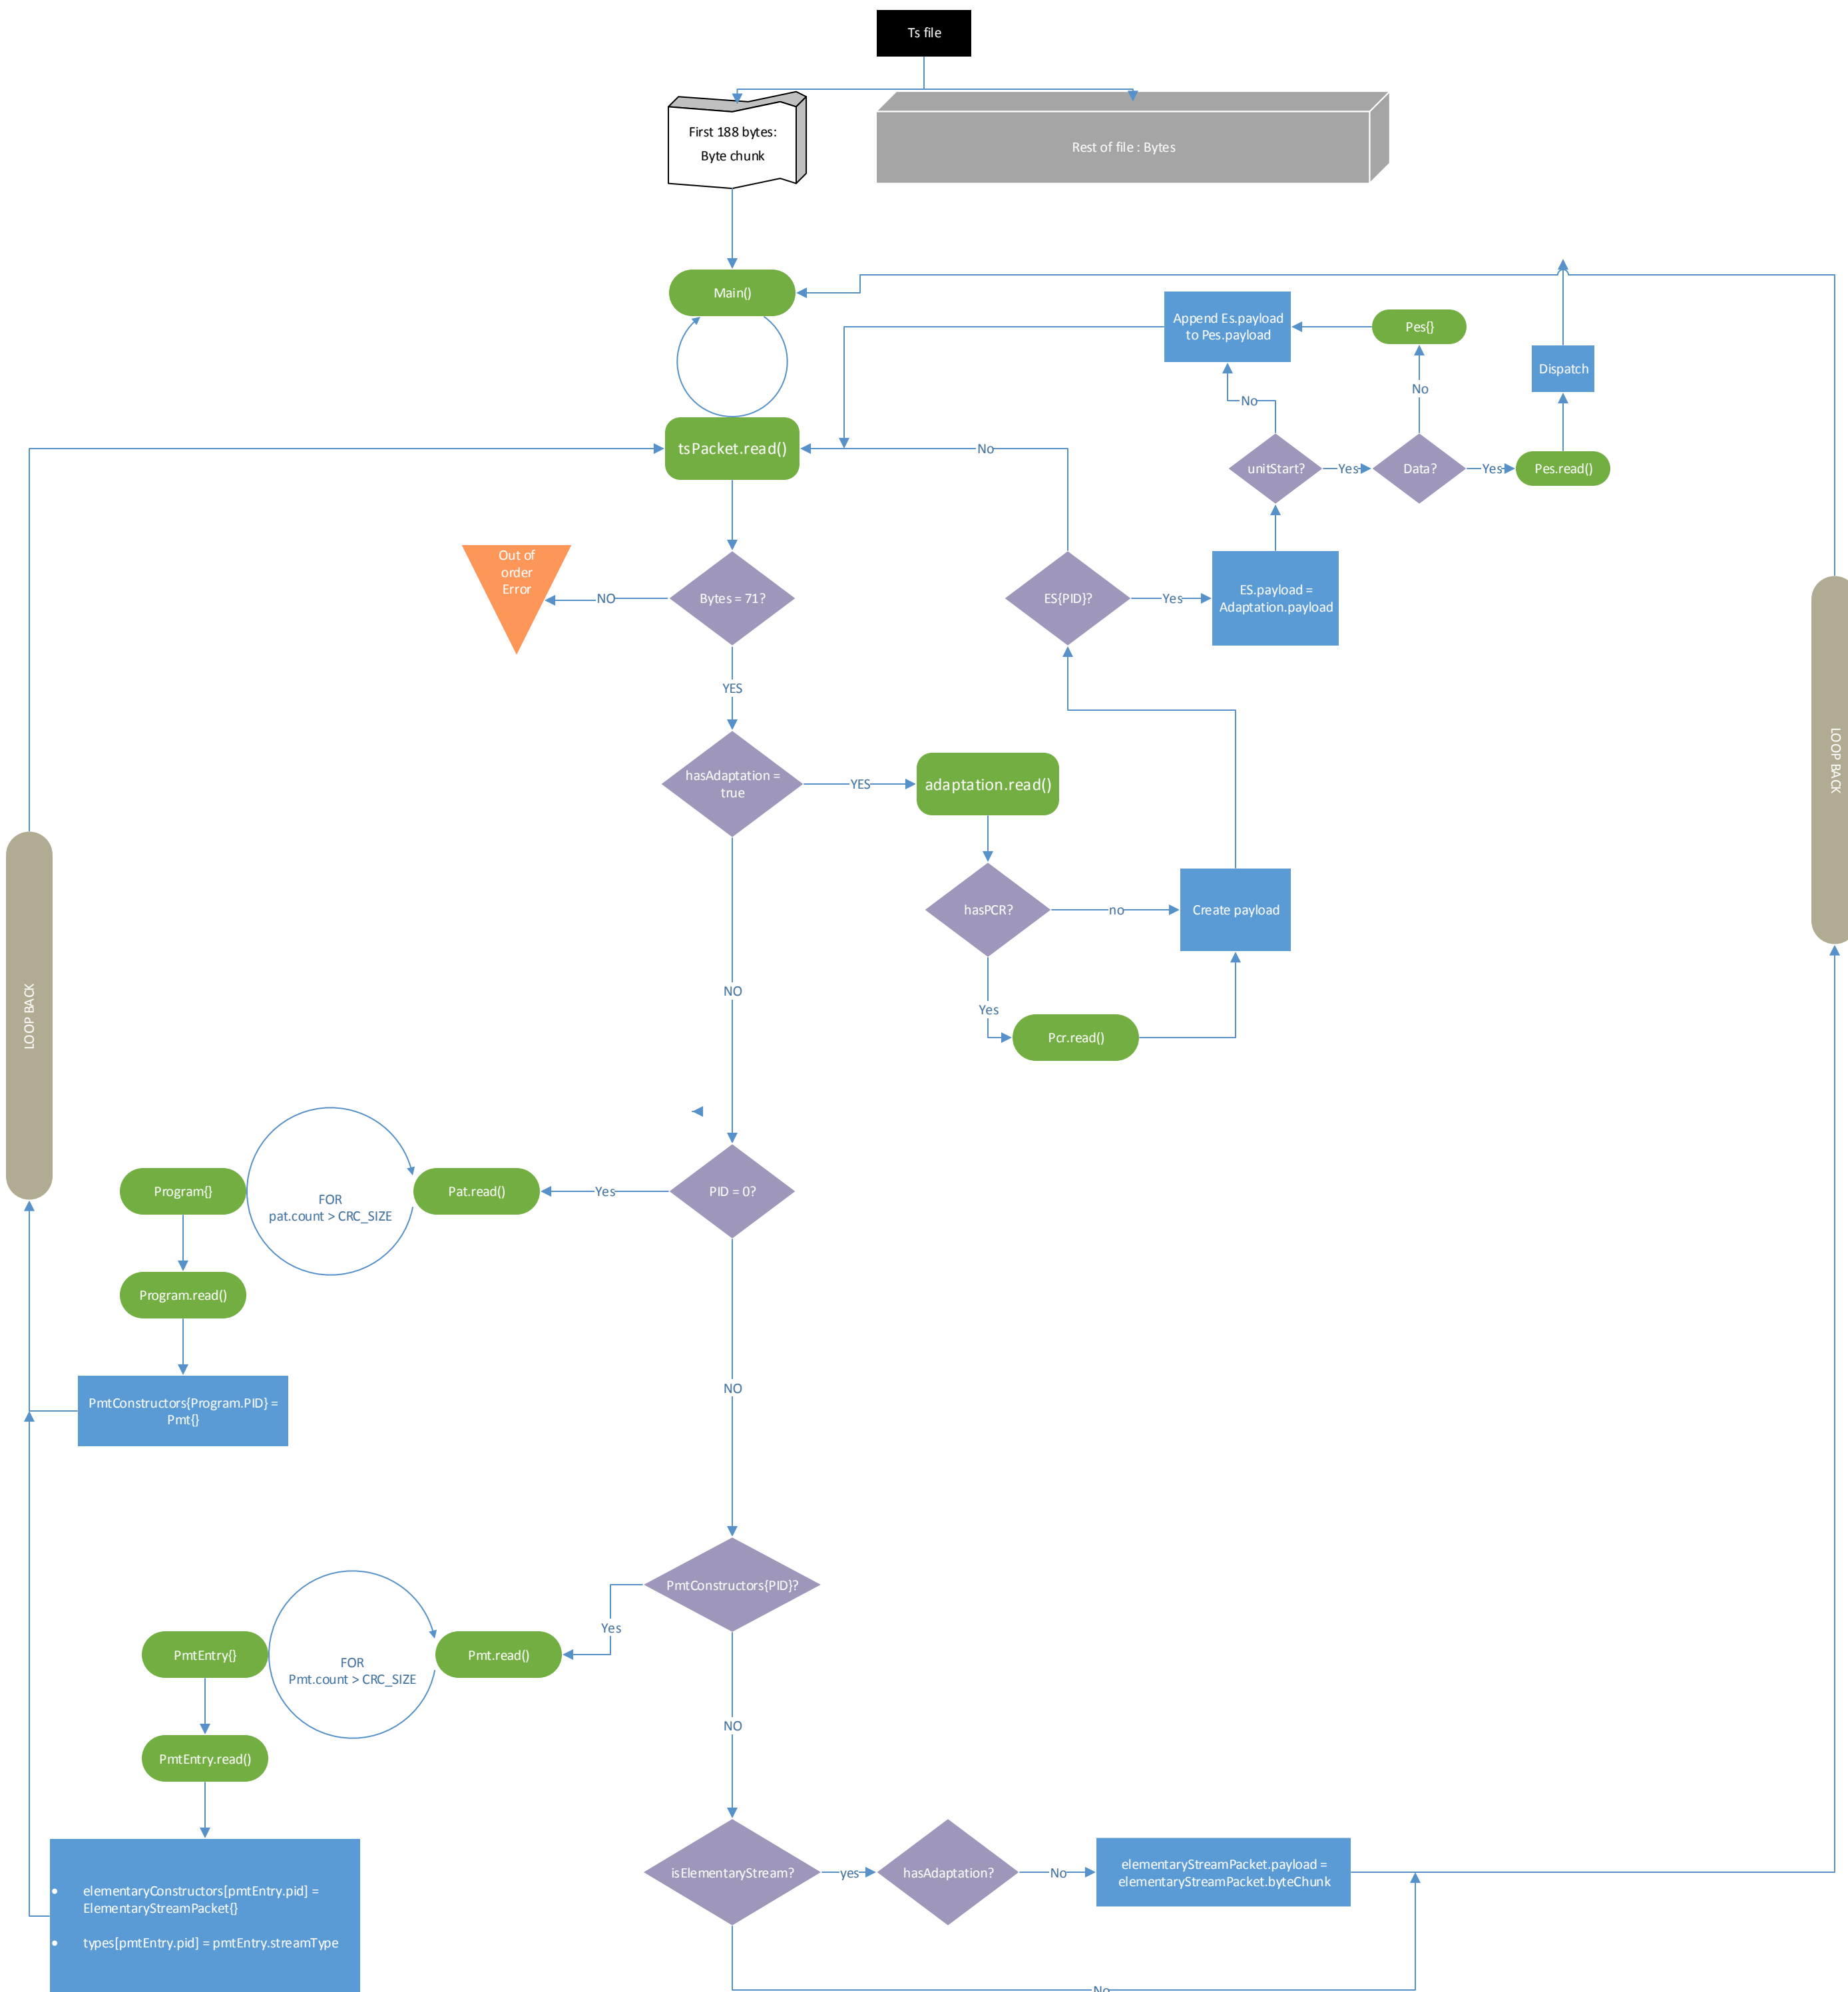 Ts file
First 188 bytes:
Byte chunk
Rest of file : Bytes
Main()
Append Es.payload
to Pes.payload
Pes{}
Dispatch
No
No
tsPacket.read()
No
unitStart?
Yes
Data?
Yes
Pes.read()
Out of
order
Error
NO
Bytes = 71?
ES{PID}?
Yes
ES.payload =
Adaptation.payload
YES
LOOP BACK
hasAdaptation =
true
YES
adaptation.read()
hasPCR?
no
Create payload
NO
Yes
Pcr.read()
LOOP BACK
Program{}
FOR
pat.count > CRC_SIZE
Pat.read()
Yes
PID = 0?
Program.read()
NO
PmtConstructors{Program.PID} =
Pmt{}
PmtConstructors{PID}?
Yes
PmtEntry{}
FOR
Pmt.count > CRC_SIZE
Pmt.read()
NO
PmtEntry.read()
isElementaryStream?
yes
hasAdaptation?
No
elementaryStreamPacket.payload =
elementaryStreamPacket.byteChunk
• elementaryConstructors[pmtEntry.pid] =
ElementaryStreamPacket{}
• types[pmtEntry.pid] = pmtEntry.streamType
No